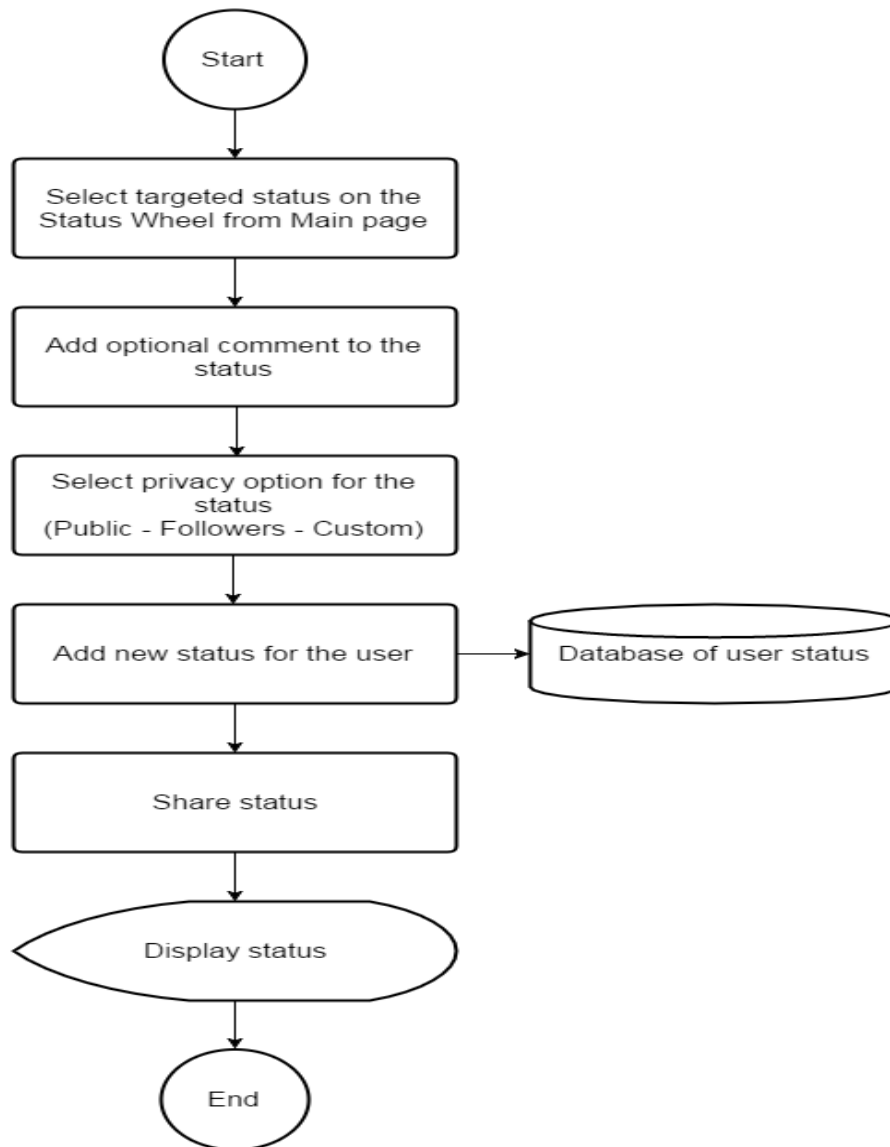 Start
Select targeted status on the
Status Wheel from Main page
Add optional comment to the
status
Select privacy option for the
status
(Public - Followers - Custom)
Add new status for the user
Database of user status
Share status
Display status
End